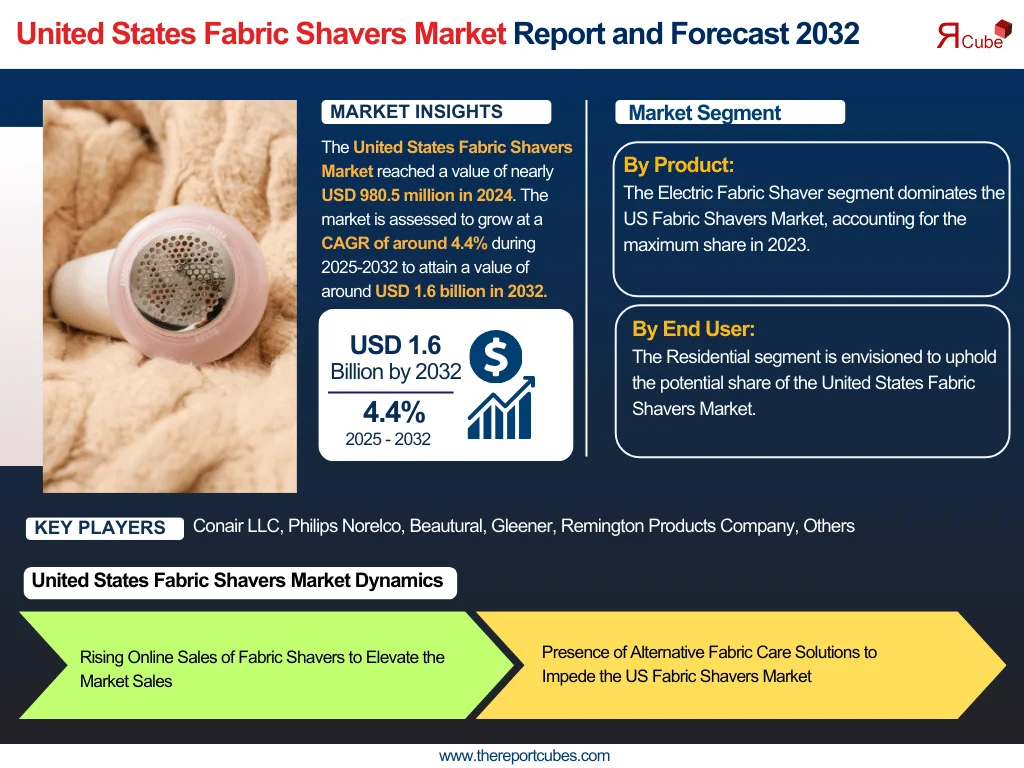 United States Fabric Shavers Market Report and Forecast 2032
ЯCube
MARKET INSIGHTS
The United States Fabric Shavers
Market reached a value of nearly
USD 980.5 million in 2024. The
market is assessed to grow at a
CAGR of around 4.4% during
2025-2032 to attain a value of
around USD 1.6 billion in 2032.
USD 1.6
Billion by 2032
$
4.4%
2025 - 2032
Market Segment
By Product:
The Electric Fabric Shaver segment dominates the
US Fabric Shavers Market, accounting for the
maximum share in 2023.
By End User:
The Residential segment is envisioned to uphold
the potential share of the United States Fabric
Shavers Market.
KEY PLAYERS
Conair LLC, Philips Norelco, Beautural, Gleener, Remington Products Company, Others
United States Fabric Shavers Market Dynamics
Rising Online Sales of Fabric Shavers to Elevate the
Market Sales
Presence of Alternative Fabric Care Solutions to
Impede the US Fabric Shavers Market
www.thereportcubes.com